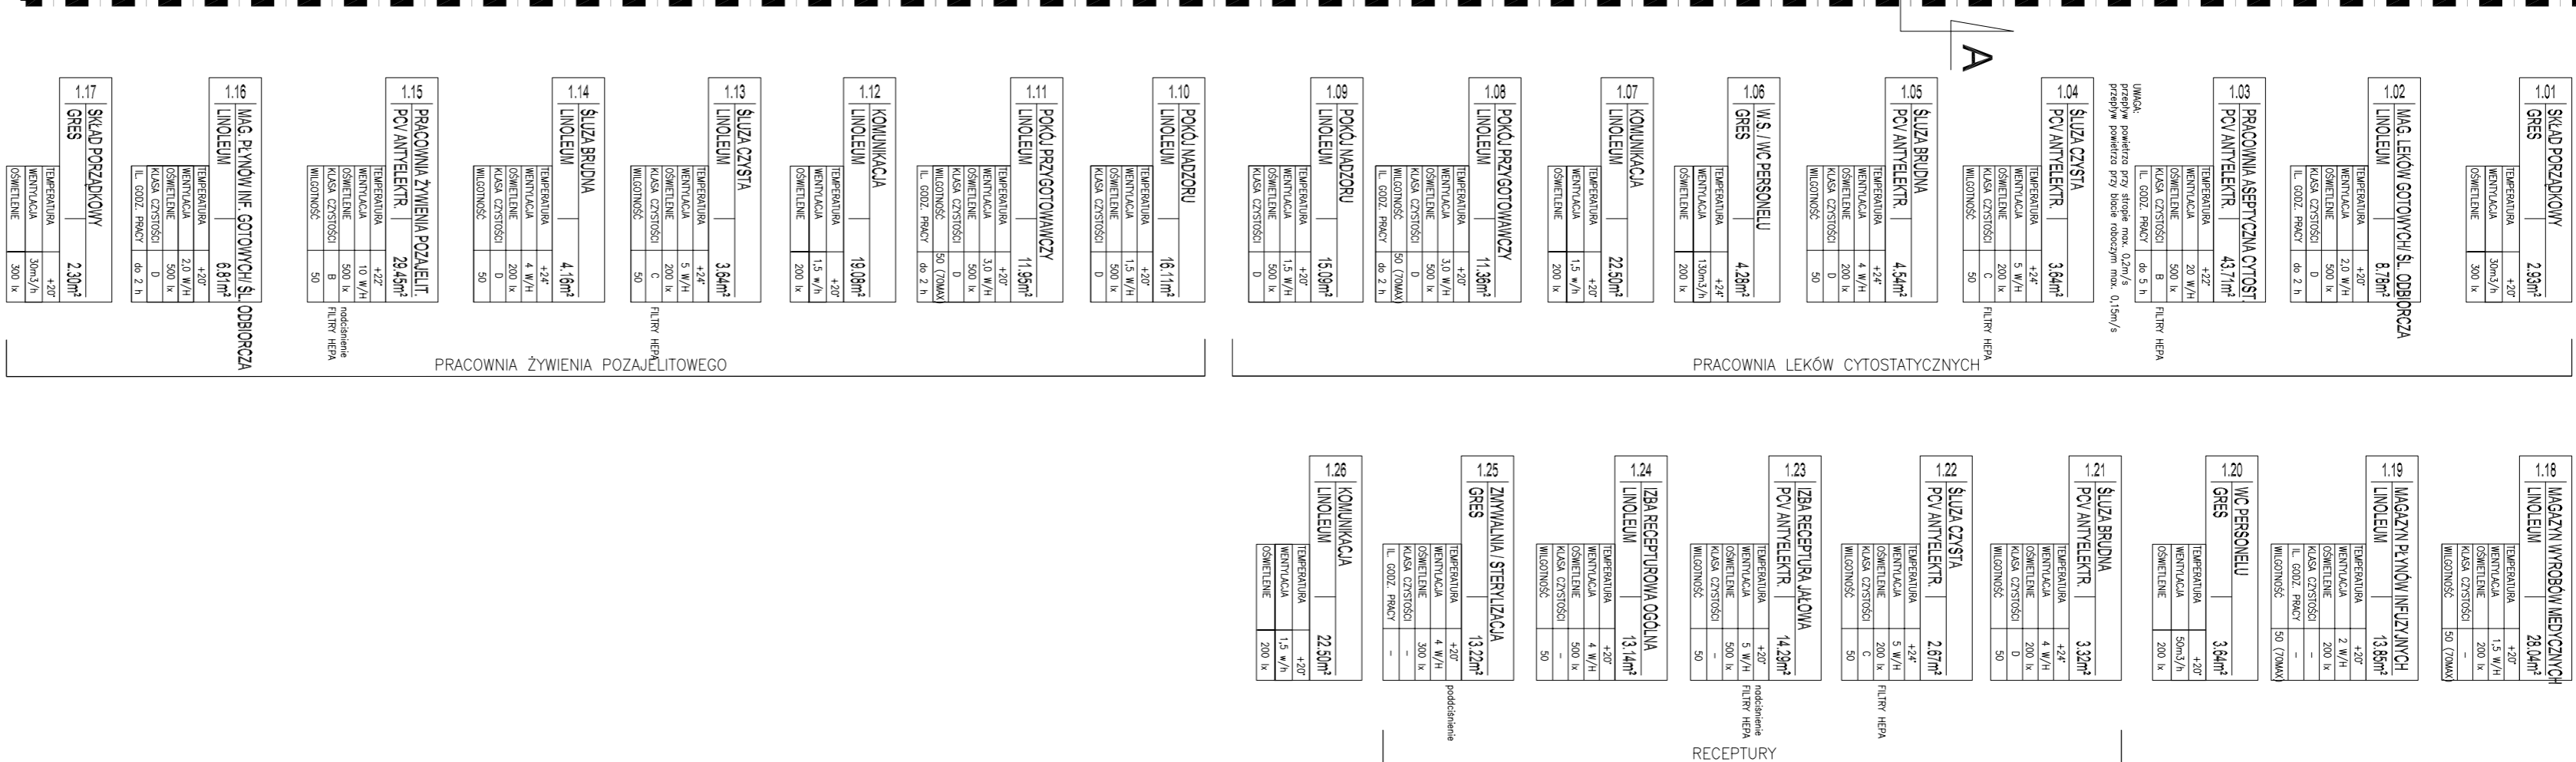 A
1.01 SKŁAD PORZĄDKOWY
GRES 2.93m²
TEMPERATURA +20°
WENTYLACJA 30m3/h
OŚWIETLENIE 300 lx
1.02 MAG. LEKÓW GOTOWYCH/ ŚL. ODBIORCZA
LINOLEUM 8.78m²
TEMPERATURA +20°
WENTYLACJA 2,0 W/H
OŚWIETLENIE 500 lx
KLASA CZYSTOŚCI D
IL. GODZ. PRACY do 2 h
1.03 PRACOWNIA ASEPTYCZNA CYTOST.
PCV ANTYELEKTR. 43.71m²
TEMPERATURA +22°
WENTYLACJA 20 W/H
OŚWIETLENIE 500 lx
KLASA CZYSTOŚCI B FILTRY HEPA
IL. GODZ. PRACY do 5 h
UWAGA:
przepływ powietrza przy stropie max. 0,2m/s
przepływ powietrza przy blocie roboczym max. 0,15m/s
1.04 ŚLUZA CZYSTA
PCV ANTYELEKTR. 3.64m²
TEMPERATURA +24°
WENTYLACJA 5 W/H
OŚWIETLENIE 200 lx
KLASA CZYSTOŚCI C FILTRY HEPA
WILGOTNOŚĆ 50
1.05 ŚLUZA BRUDNA
PCV ANTYELEKTR. 4.54m²
TEMPERATURA +24°
WENTYLACJA 4 W/H
OŚWIETLENIE 200 lx
KLASA CZYSTOŚCI D
WILGOTNOŚĆ 50
1.06 W.S. / WC PERSONELU
GRES 4.28m²
TEMPERATURA +24°
WENTYLACJA 130m3/h
OŚWIETLENIE 200 lx
1.07 KOMUNIKACJA
LINOLEUM 22.50m²
TEMPERATURA +20°
WENTYLACJA 1,5 w/h
OŚWIETLENIE 200 lx
1.08 POKÓJ PRZYGOTOWAWCZY
LINOLEUM 11.36m²
TEMPERATURA +20°
WENTYLACJA 3,0 W/H
OŚWIETLENIE 500 lx
KLASA CZYSTOŚCI D
WILGOTNOŚĆ 50 (70MAX)
IL. GODZ. PRACY do 2 h
1.09 POKÓJ NADZORU
LINOLEUM 15.09m²
TEMPERATURA +20°
WENTYLACJA 1,5 W/H
OŚWIETLENIE 500 lx
KLASA CZYSTOŚCI D
PRACOWNIA LEKÓW CYTOSTATYCZNYCH
1.10 POKÓJ NADZORU
LINOLEUM 16.11m²
TEMPERATURA +20°
WENTYLACJA 1,5 W/H
OŚWIETLENIE 500 lx
KLASA CZYSTOŚCI D
1.11 POKÓJ PRZYGOTOWAWCZY
LINOLEUM 11.95m²
TEMPERATURA +20°
WENTYLACJA 3,0 W/H
OŚWIETLENIE 500 lx
KLASA CZYSTOŚCI D
WILGOTNOŚĆ 50 (70MAX)
IL. GODZ. PRACY do 2 h
1.12 KOMUNIKACJA
LINOLEUM 19.08m²
TEMPERATURA +20°
WENTYLACJA 1,5 w/h
OŚWIETLENIE 200 lx
1.13 ŚLUZA CZYSTA
LINOLEUM 3.64m²
TEMPERATURA +24°
WENTYLACJA 5 W/H
OŚWIETLENIE 200 lx
KLASA CZYSTOŚCI C FILTRY HEPA
WILGOTNOŚĆ 50
1.14 ŚLUZA BRUDNA
LINOLEUM 4.16m²
TEMPERATURA +24°
WENTYLACJA 4 W/H
OŚWIETLENIE 200 lx
KLASA CZYSTOŚCI D
WILGOTNOŚĆ 50
1.15 PRACOWNIA ŻYWIENIA POZAJELIT.
PCV ANTYELEKTR. 29.45m²
TEMPERATURA +22°
WENTYLACJA 10 W/H
OŚWIETLENIE 500 lx nadciśnienie
KLASA CZYSTOŚCI B FILTRY HEPA
WILGOTNOŚĆ 50
1.16 MAG. PŁYNÓW INF. GOTOWYCH/ ŚL. ODBIORCZA
LINOLEUM 6.81m²
TEMPERATURA +20°
WENTYLACJA 2,0 W/H
OŚWIETLENIE 500 lx
KLASA CZYSTOŚCI D
IL. GODZ. PRACY do 2 h
1.17 SKŁAD PORZĄDKOWY
GRES 2.30m²
TEMPERATURA +20°
WENTYLACJA 30m3/h
OŚWIETLENIE 300 lx
PRACOWNIA ŻYWIENIA POZAJELITOWEGO
1.18 MAGAZYN WYROBÓW MEDYCZNYCH
LINOLEUM 28.04m²
TEMPERATURA +20°
WENTYLACJA 1,5 W/H
OŚWIETLENIE 200 lx
KLASA CZYSTOŚCI -
WILGOTNOŚĆ 50 (70MAX)
1.19 MAGAZYN PŁYNÓW INFUZYJNYCH
LINOLEUM 13.85m²
TEMPERATURA +20°
WENTYLACJA 2 W/H
OŚWIETLENIE 200 lx
KLASA CZYSTOŚCI -
IL. GODZ. PRACY -
WILGOTNOŚĆ 50 (70MAX)
1.20 WC PERSONELU
GRES 3.64m²
TEMPERATURA +20°
WENTYLACJA 50m3/h
OŚWIETLENIE 200 lx
1.21 ŚLUZA BRUDNA
PCV ANTYELEKTR. 3.32m²
TEMPERATURA +24°
WENTYLACJA 4 W/H
OŚWIETLENIE 200 lx
KLASA CZYSTOŚCI D
WILGOTNOŚĆ 50
1.22 ŚLUZA CZYSTA
PCV ANTYELEKTR. 2.67m²
TEMPERATURA +24°
WENTYLACJA 5 W/H
OŚWIETLENIE 200 lx FILTRY HEPA
KLASA CZYSTOŚCI C
WILGOTNOŚĆ 50
1.23 IZBA RECEPTURA JAŁOWA
PCV ANTYELEKTR. 14.29m²
TEMPERATURA +20° nadciśnienie
WENTYLACJA 5 W/H FILTRY HEPA
OŚWIETLENIE 500 lx
KLASA CZYSTOŚCI -
WILGOTNOŚĆ 50
1.24 IZBA RECEPTUROWA OGÓLNA
LINOLEUM 13.14m²
TEMPERATURA +20°
WENTYLACJA 4 W/H
OŚWIETLENIE 500 lx
KLASA CZYSTOŚCI -
WILGOTNOŚĆ 50
1.25 ZMYWALNIA / STERYLIZACJA
GRES 13.22m²
TEMPERATURA +20° podciśnienie
WENTYLACJA 4 W/H
OŚWIETLENIE 300 lx
KLASA CZYSTOŚCI -
IL. GODZ. PRACY -
1.26 KOMUNIKACJA
LINOLEUM 22.50m²
TEMPERATURA +20°
WENTYLACJA 1,5 w/h
OŚWIETLENIE 200 lx
RECEPTURY